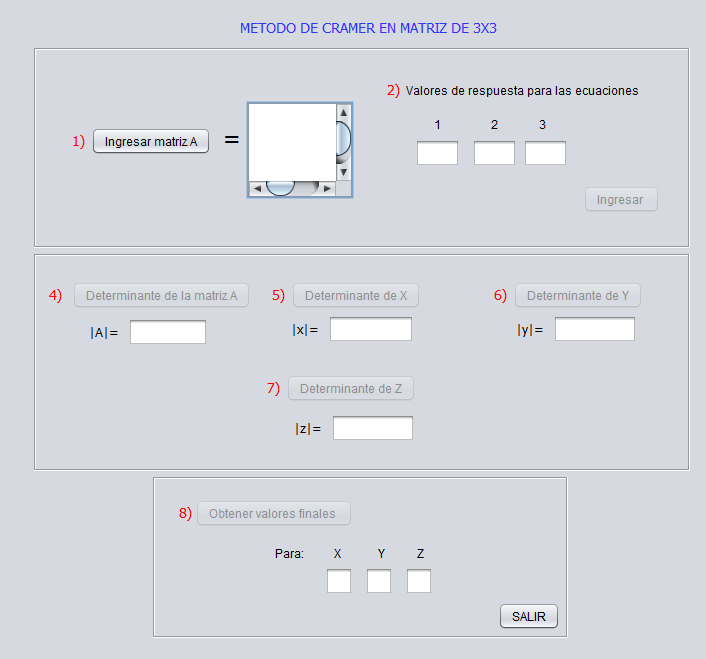 METODO DE CRAMER EN MATRIZ DE 3X3
2) Valores de respuesta para las ecuaciones
1 2 3
1) Ingresar matriz A =
Ingresar
4) Determinante de la matriz A 5) Determinante de X 6) Determinante de Y
|A|= |x|= |y|=
7) Determinante de Z
|z|=
8) Obtener valores finales
Para: X Y Z
SALIR